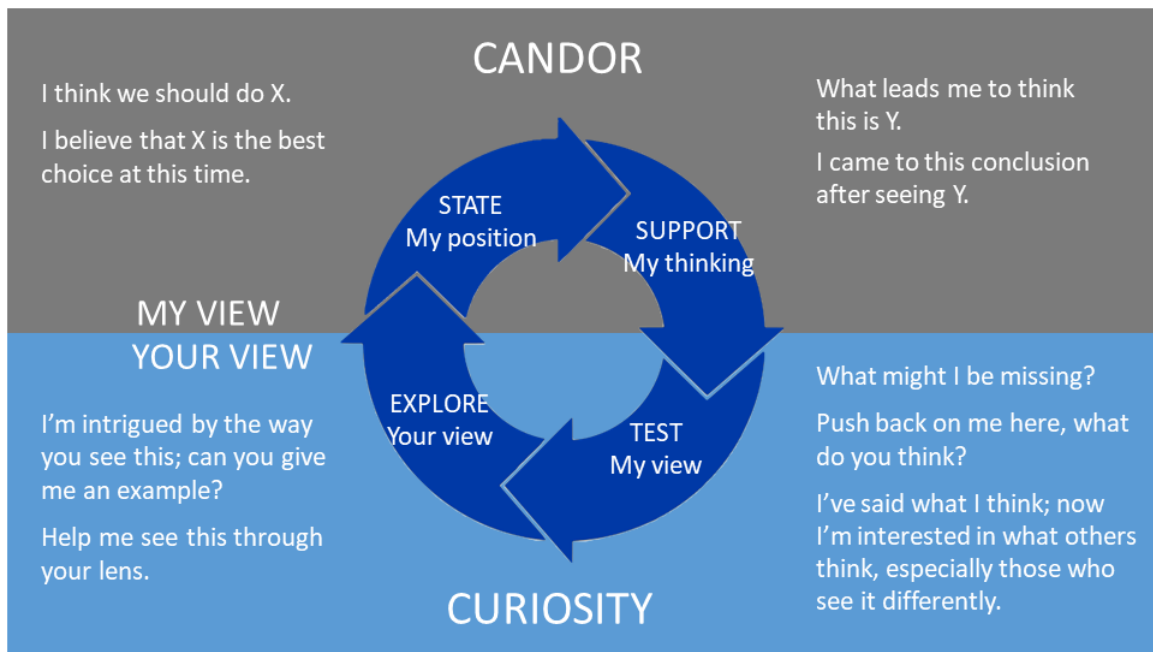 CANDOR
I think we should do X.
I believe that X is the best
choice at this time.
What leads me to think
this is Y.
I came to this conclusion
after seeing Y.
STATE
My position
SUPPORT
My thinking
MY VIEW
YOUR VIEW
I’m intrigued by the way
you see this; can you give
me an example?
Help me see this through
your lens.
EXPLORE
Your view
TEST
My view
What might I be missing?
Push back on me here, what
do you think?
I’ve said what I think; now
I’m interested in what others
think, especially those who
see it differently.
CURIOSITY